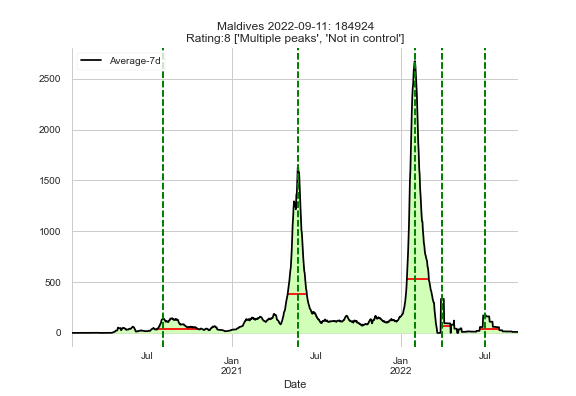 Maldives 2022-09-11: 184924
Rating:8 ['Multiple peaks', 'Not in control']
Average-7d
2500
2000
1500
1000
500
0
Jul
Jan
2021
Jul
Jan
2022
Jul
Date